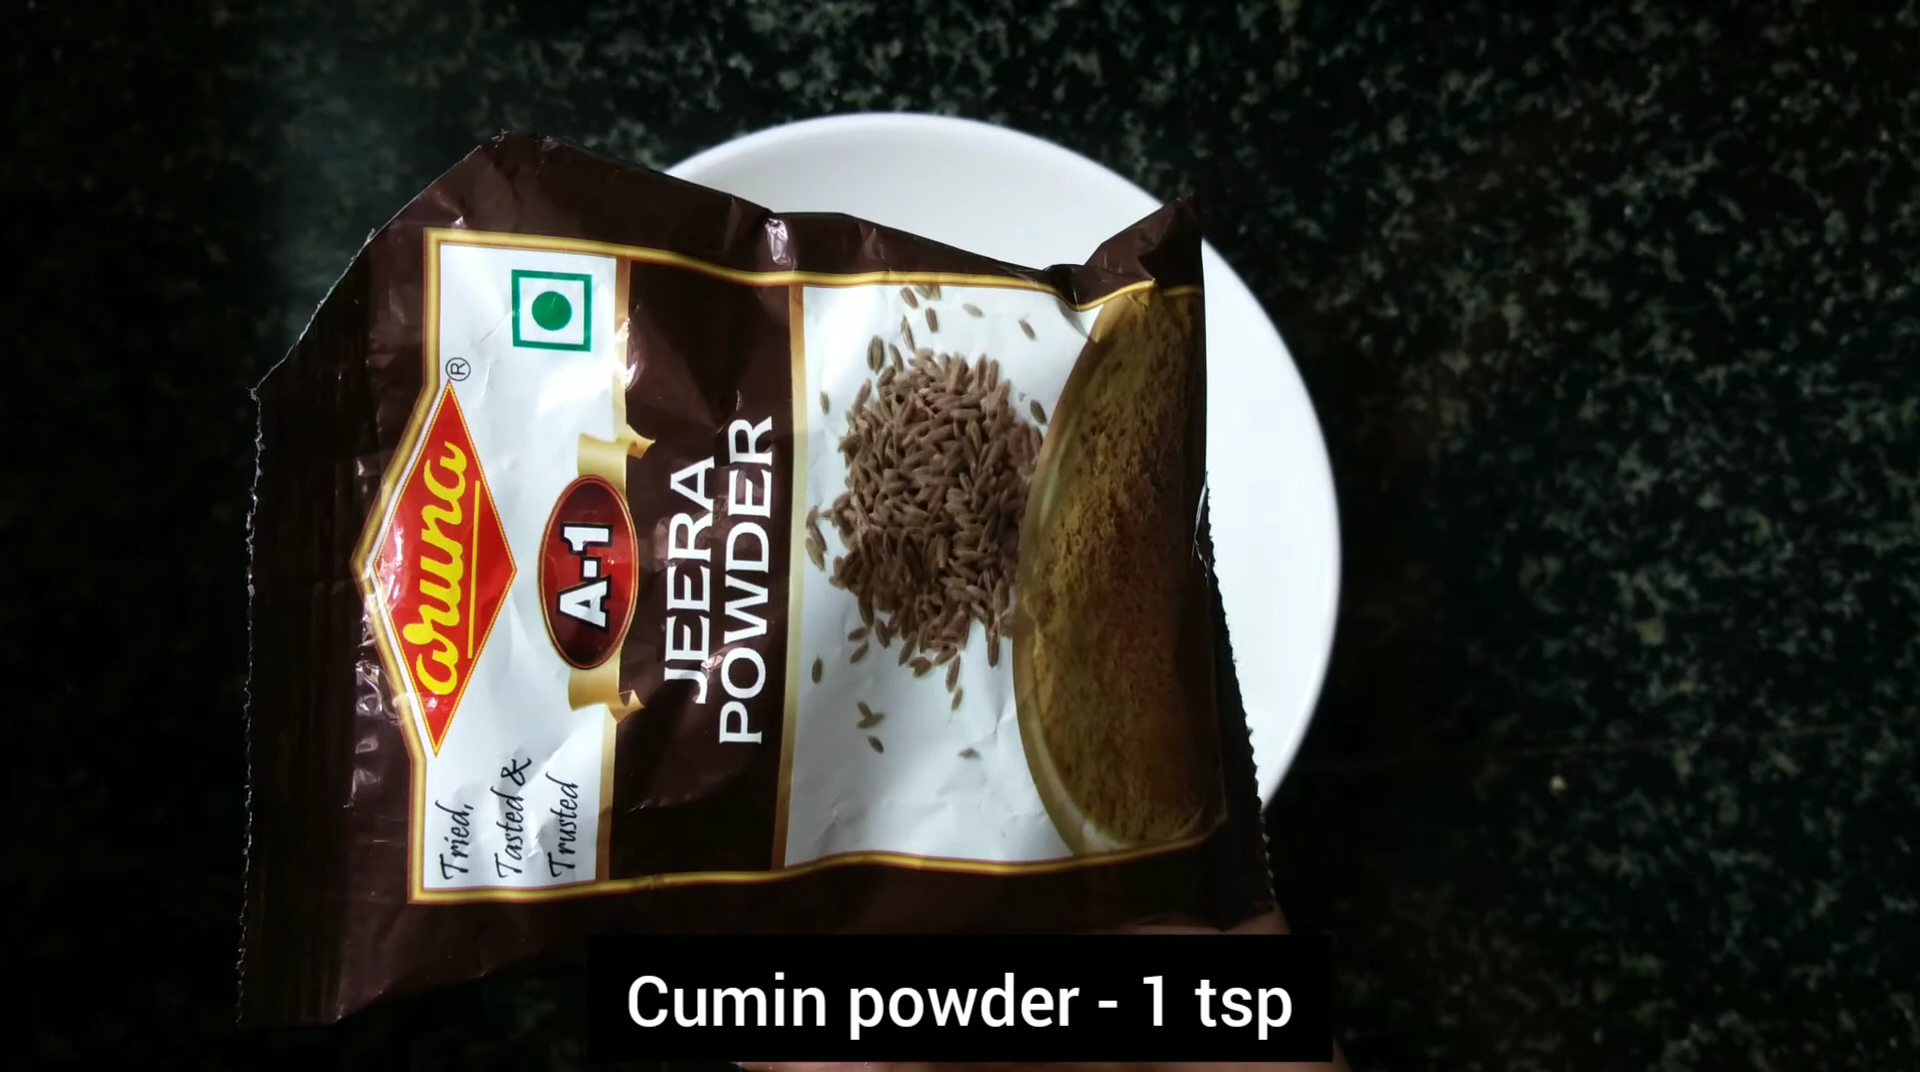 aruna®
A-1
JEERA
POWDER
Tried,
Tasted &
Trusted
Cumin powder - 1 tsp